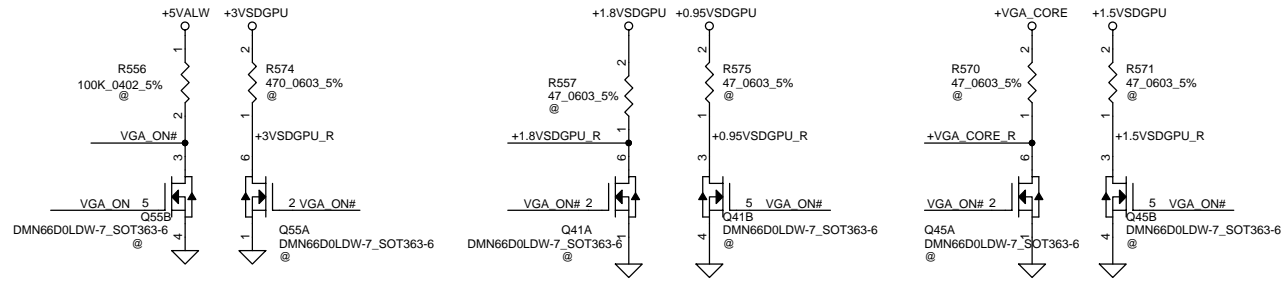 +5VALW +3VSDGPU +1.8VSDGPU +0.95VSDGPU +VGA_CORE +1.5VSDGPU
1 2 2 2 2 2
R556
100K_0402_5%
@
R574
470_0603_5%
@
R557
47_0603_5%
@
R575
47_0603_5%
@
R570
47_0603_5%
@
R571
47_0603_5%
@
2 1 1 1 1 1
VGA_ON# +3VSDGPU_R +1.8VSDGPU_R +0.95VSDGPU_R +VGA_CORE_R +1.5VSDGPU_R
3 6 6 3 6 3
VGA_ON 5 2 VGA_ON# VGA_ON# 2 5 VGA_ON# VGA_ON# 2 5 VGA_ON#
Q55B
DMN66D0LDW-7_SOT363-6
@
4
Q55A
DMN66D0LDW-7_SOT363-6
@
1
Q41A
DMN66D0LDW-7_SOT363-6
@
1
Q41B
DMN66D0LDW-7_SOT363-6
@
4
Q45A
DMN66D0LDW-7_SOT363-6
@
1
Q45B
DMN66D0LDW-7_SOT363-6
@
4